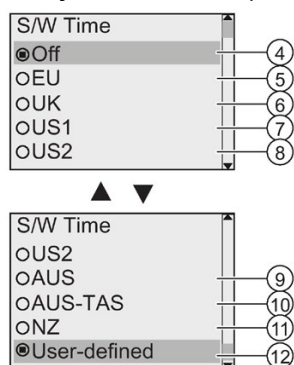 S/W Time
Off
4
EU
5
UK
6
US1
7
US2
8
S/W Time
US2
AUS
9
AUS-TAS
10
NZ
11
User-defined
12